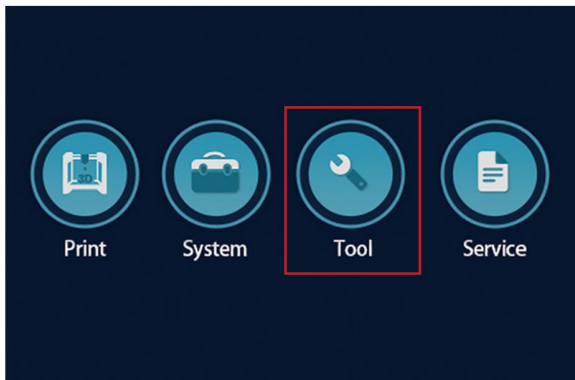 3D
Print
System
Tool
Service